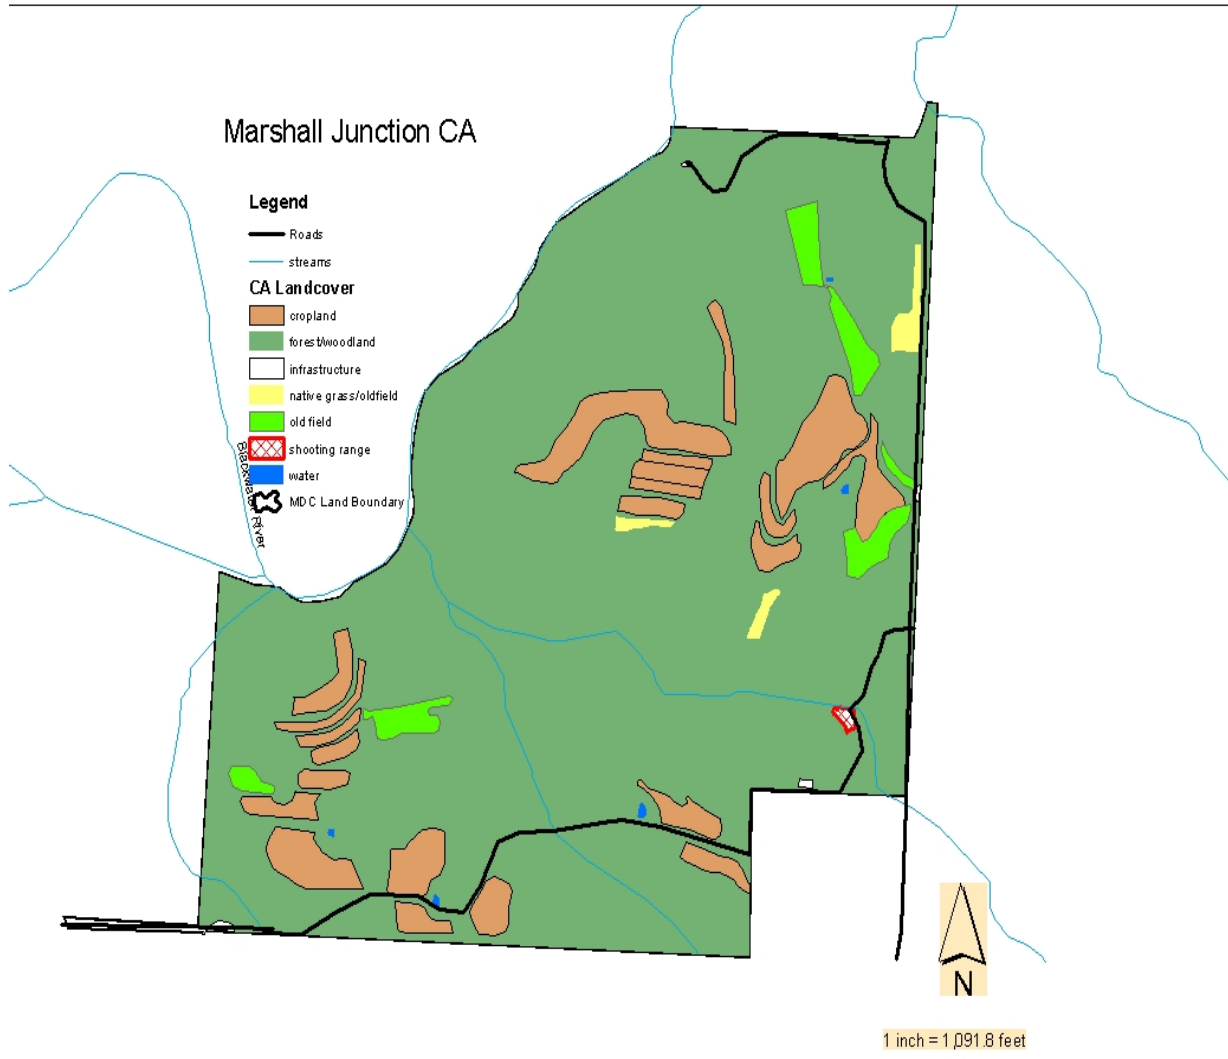 Marshall Junction CA
Legend
Roads
streams
CA Landcover
cropland
forest/woodland
infrastructure
native grass/oldfield
old field
shooting range
water
MDC Land Boundary
Blackwater River
N
1 inch = 1,091.8 feet